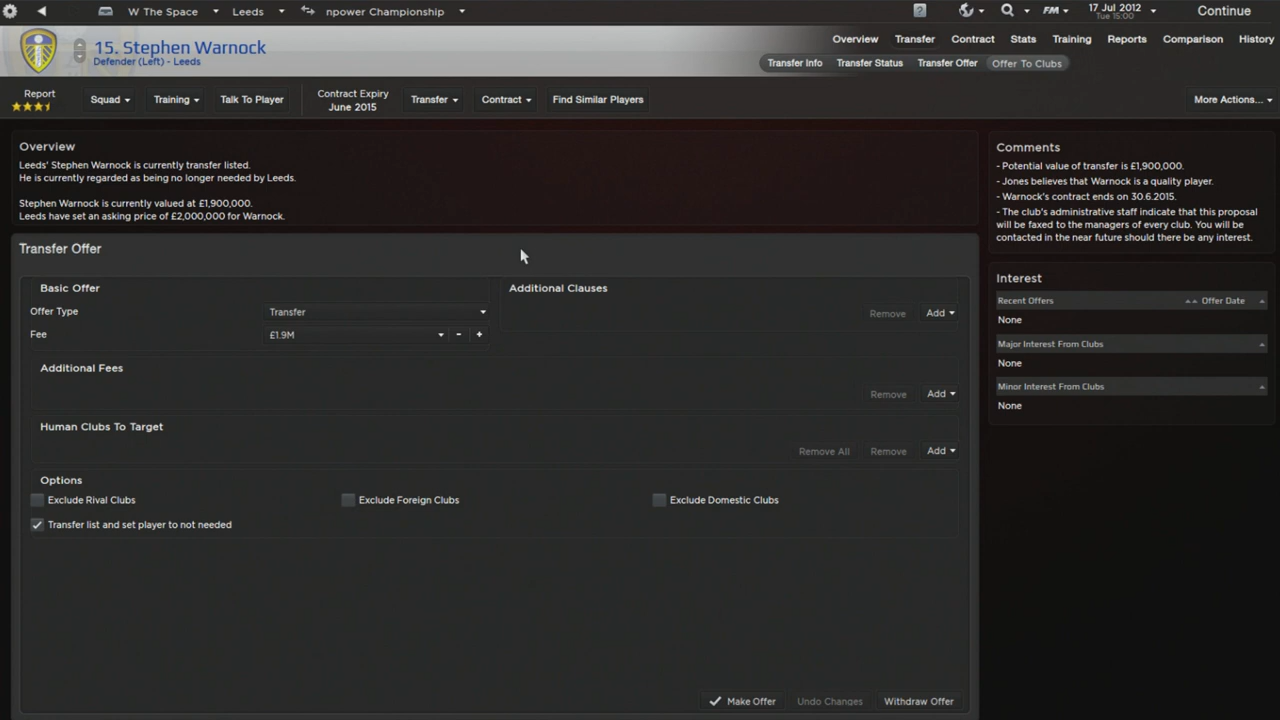 W The Space Leeds npower Championship ? FM 17 Jul 2012 Continue
Tue 15:00
15. Stephen Warnock
Defender (Left) - Leeds
Overview Transfer Contract Stats Training Reports Comparison History
Transfer Info Transfer Status Transfer Offer Offer To Clubs
Report Squad Training Talk To Player Contract Expiry Transfer Contract Find Similar Players More Actions...
June 2015
Overview
Leeds' Stephen Warnock is currently transfer listed.
He is currently regarded as being no longer needed by Leeds.
Stephen Warnock is currently valued at £1,900,000.
Leeds have set an asking price of £2,000,000 for Warnock.
Transfer Offer
Basic Offer
Offer Type Transfer
Fee £1.9M - +
Additional Clauses
Remove Add
Additional Fees
Remove Add
Human Clubs To Target
Remove All Remove Add
Options
Exclude Rival Clubs Exclude Foreign Clubs Exclude Domestic Clubs
Transfer list and set player to not needed
Make Offer Undo Changes Withdraw Offer
Comments
- Potential value of transfer is £1,900,000.
- Jones believes that Warnock is a quality player.
- Warnock's contract ends on 30.6.2015.
- The club's administrative staff indicate that this proposal
will be faxed to the managers of every club. You will be
contacted in the near future should there be any interest.
Interest
Recent Offers Offer Date
None
Major Interest From Clubs
None
Minor Interest From Clubs
None